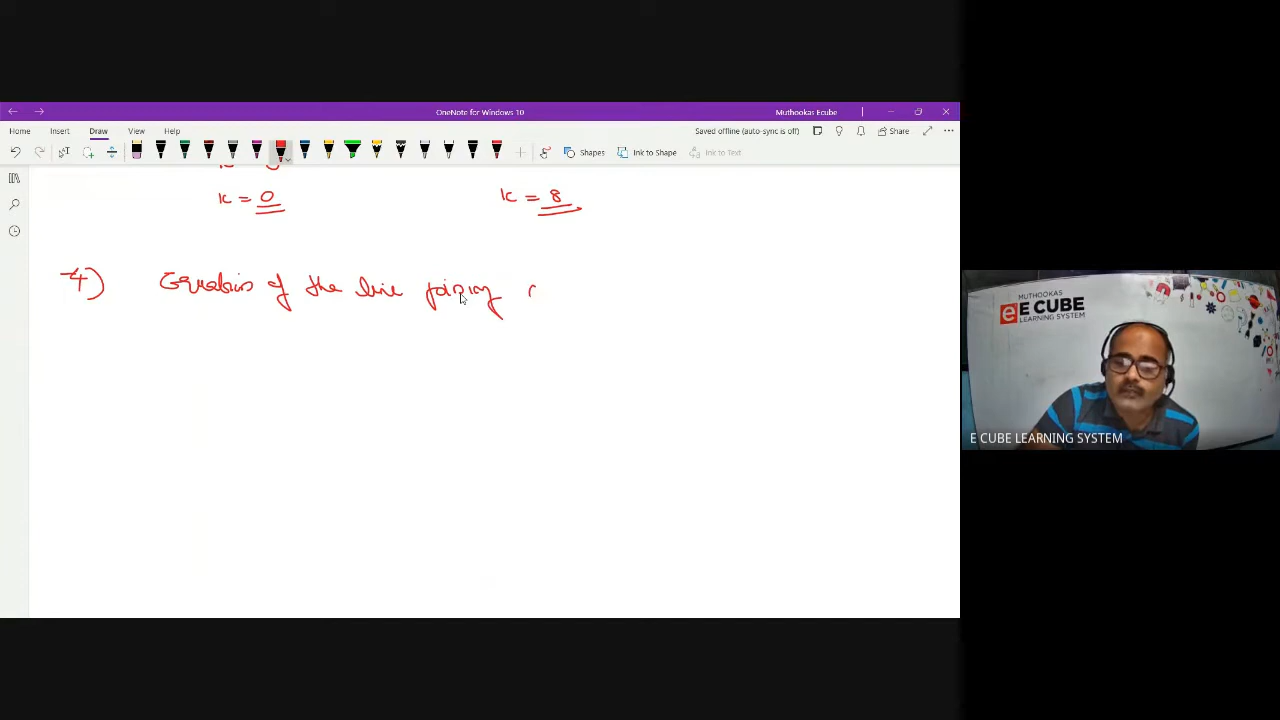 OneNote for Windows 10
Muthookas Ecube
Home Insert Draw View Help
Saved offline (auto-sync is off)
Share
Shapes
Ink to Shape
Ink to Text
k = 0
k = 8
4) Equation of the line joining (
MUTHOOKAS
e E CUBE
LEARNING SYSTEM
E CUBE LEARNING SYSTEM